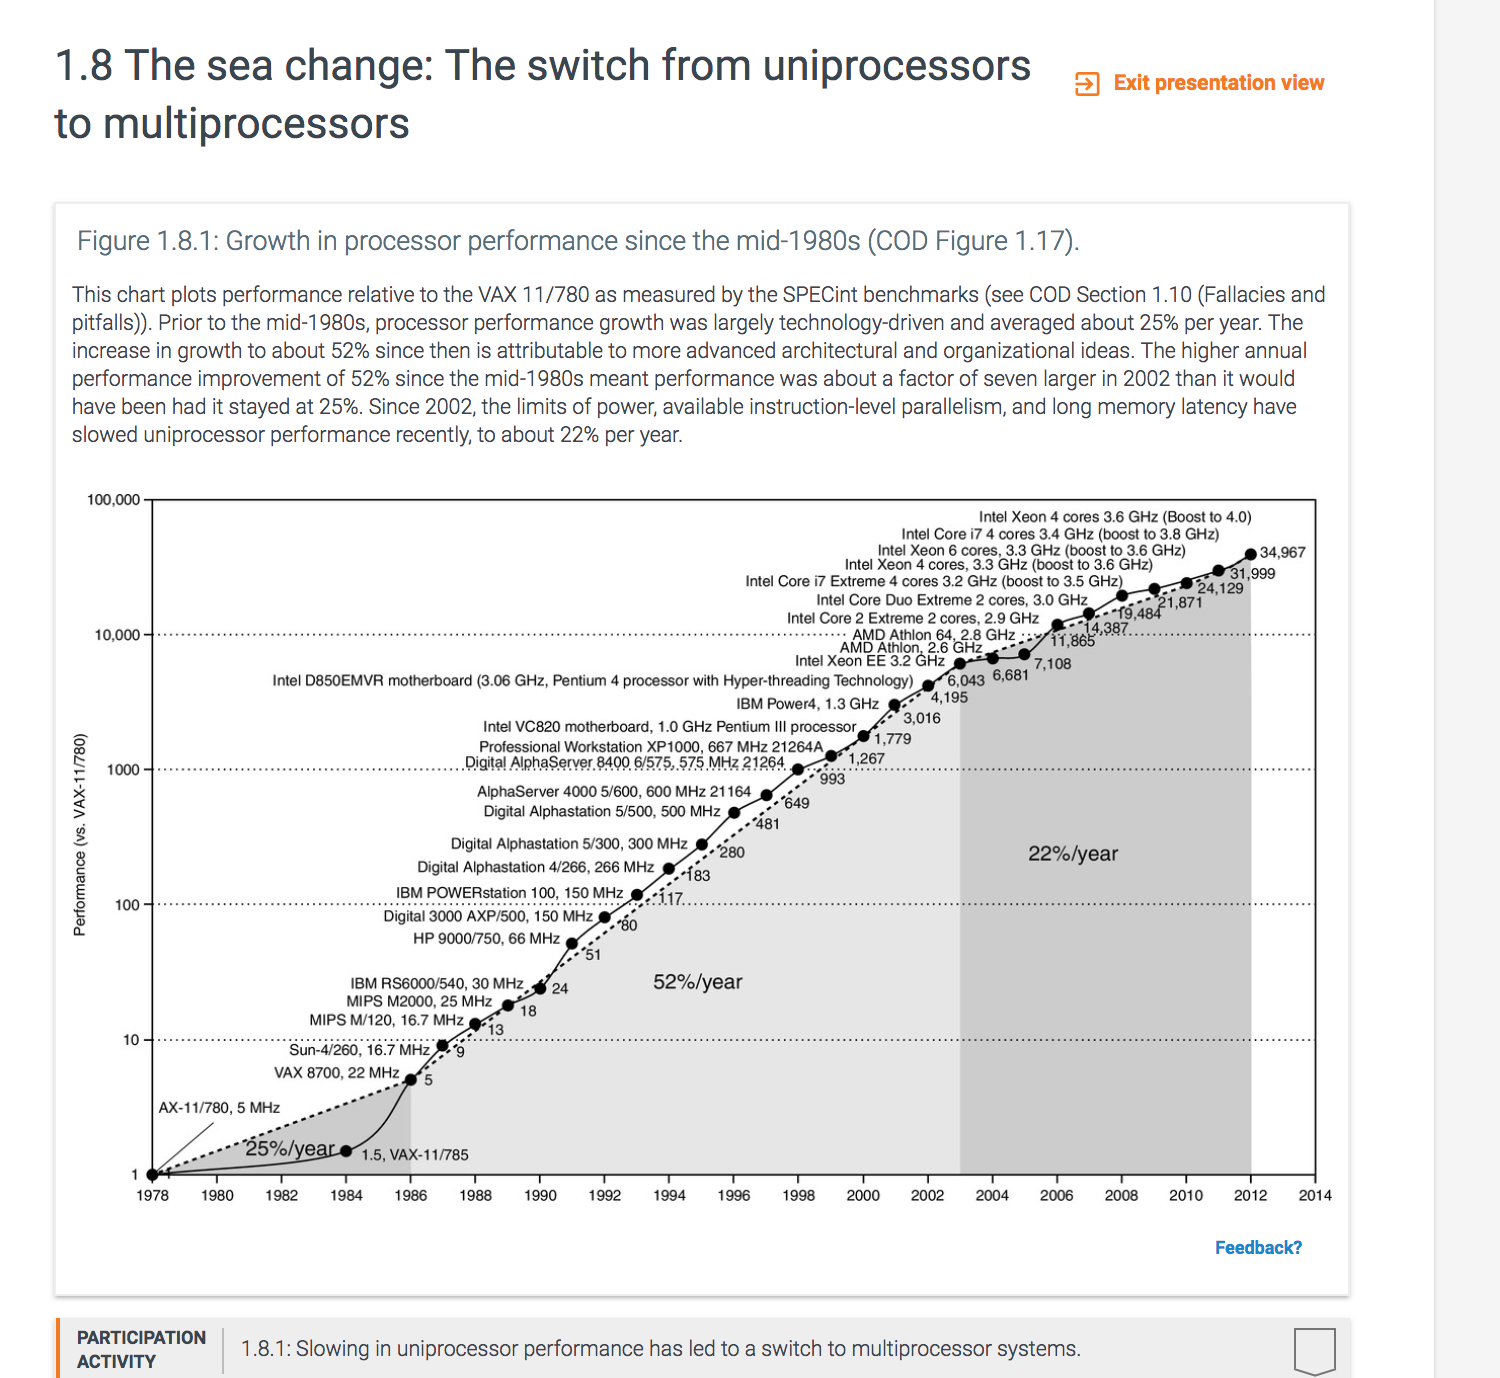 1.8 The sea change: The switch from uniprocessors
to multiprocessors
Exit presentation view
Figure 1.8.1: Growth in processor performance since the mid-1980s (COD Figure 1.17).
This chart plots performance relative to the VAX 11/780 as measured by the SPECint benchmarks (see COD Section 1.10 (Fallacies and
pitfalls)). Prior to the mid-1980s, processor performance growth was largely technology-driven and averaged about 25% per year. The
increase in growth to about 52% since then is attributable to more advanced architectural and organizational ideas. The higher annual
performance improvement of 52% since the mid-1980s meant performance was about a factor of seven larger in 2002 than it would
have been had it stayed at 25%. Since 2002, the limits of power, available instruction-level parallelism, and long memory latency have
slowed uniprocessor performance recently, to about 22% per year.
100,000
Intel Xeon 4 cores 3.6 GHz (Boost to 4.0)
Intel Core i7 4 cores 3.4 GHz (boost to 3.8 GHz)
Intel Xeon 6 cores, 3.3 GHz (boost to 3.6 GHz)
34,967
Intel Xeon 4 cores, 3.3 GHz (boost to 3.6 GHz)
31,999
Intel Core i7 Extreme 4 cores 3.2 GHz (boost to 3.5 GHz)
24,129
Intel Core Duo Extreme 2 cores, 3.0 GHz
21,871
Intel Core 2 Extreme 2 cores, 2.9 GHz
19,484
10,000
AMD Athlon 64, 2.8 GHz
14,387
AMD Athlon, 2.6 GHz
11,865
Intel Xeon EE 3.2 GHz
7,108
Intel D850EMVR motherboard (3.06 GHz, Pentium 4 processor with Hyper-threading Technology)
6,043
6,681
IBM Power4, 1.3 GHz
4,195
Intel VC820 motherboard, 1.0 GHz Pentium III processor
3,016
Professional Workstation XP1000, 667 MHz 21264A
1,779
Digital AlphaServer 8400 6/575, 575 MHz 21264
1,267
1000
993
AlphaServer 4000 5/600, 600 MHz 21164
649
Digital Alphastation 5/500, 500 MHz
481
Digital Alphastation 5/300, 300 MHz
280
22%/year
Digital Alphastation 4/266, 266 MHz
183
IBM POWERstation 100, 150 MHz
117
100
Digital 3000 AXP/500, 150 MHz
80
HP 9000/750, 66 MHz
51
52%/year
IBM RS6000/540, 30 MHz
24
MIPS M2000, 25 MHz
18
MIPS M/120, 16.7 MHz
13
10
Sun-4/260, 16.7 MHz
9
VAX 8700, 22 MHz
5
AX-11/780, 5 MHz
25%/year
1.5, VAX-11/785
1
Performance (vs. VAX-11/780)
1978 1980 1982 1984 1986 1988 1990 1992 1994 1996 1998 2000 2002 2004 2006 2008 2010 2012 2014
Feedback?
PARTICIPATION
ACTIVITY
1.8.1: Slowing in uniprocessor performance has led to a switch to multiprocessor systems.